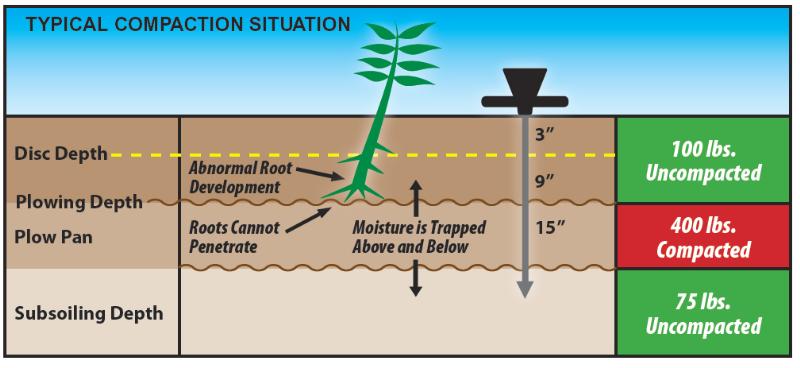 TYPICAL COMPACTION SITUATION
Disc Depth
Plowing Depth
Plow Pan
Subsoiling Depth
Abnormal Root
Development
Roots Cannot
Penetrate
Moisture is Trapped
Above and Below
3”
9”
15”
100 lbs.
Uncompacted
400 lbs.
Compacted
75 lbs.
Uncompacted